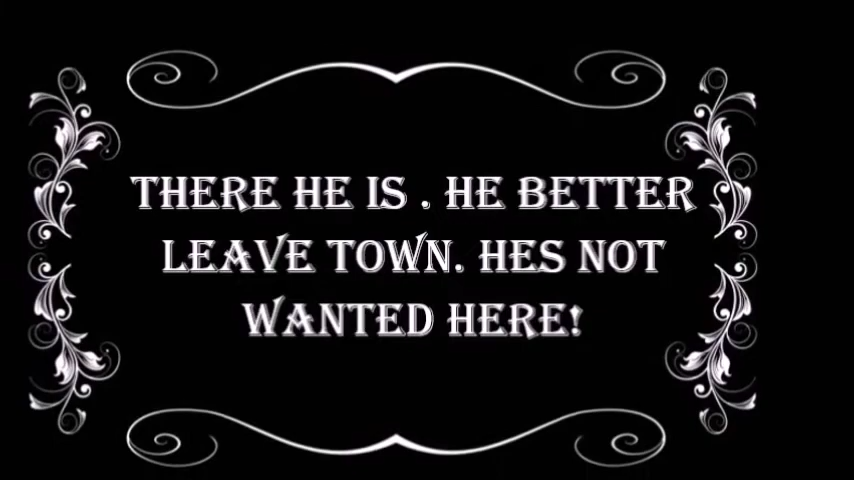 THERE HE IS . HE BETTER
LEAVE TOWN. HES NOT
WANTED HERE!